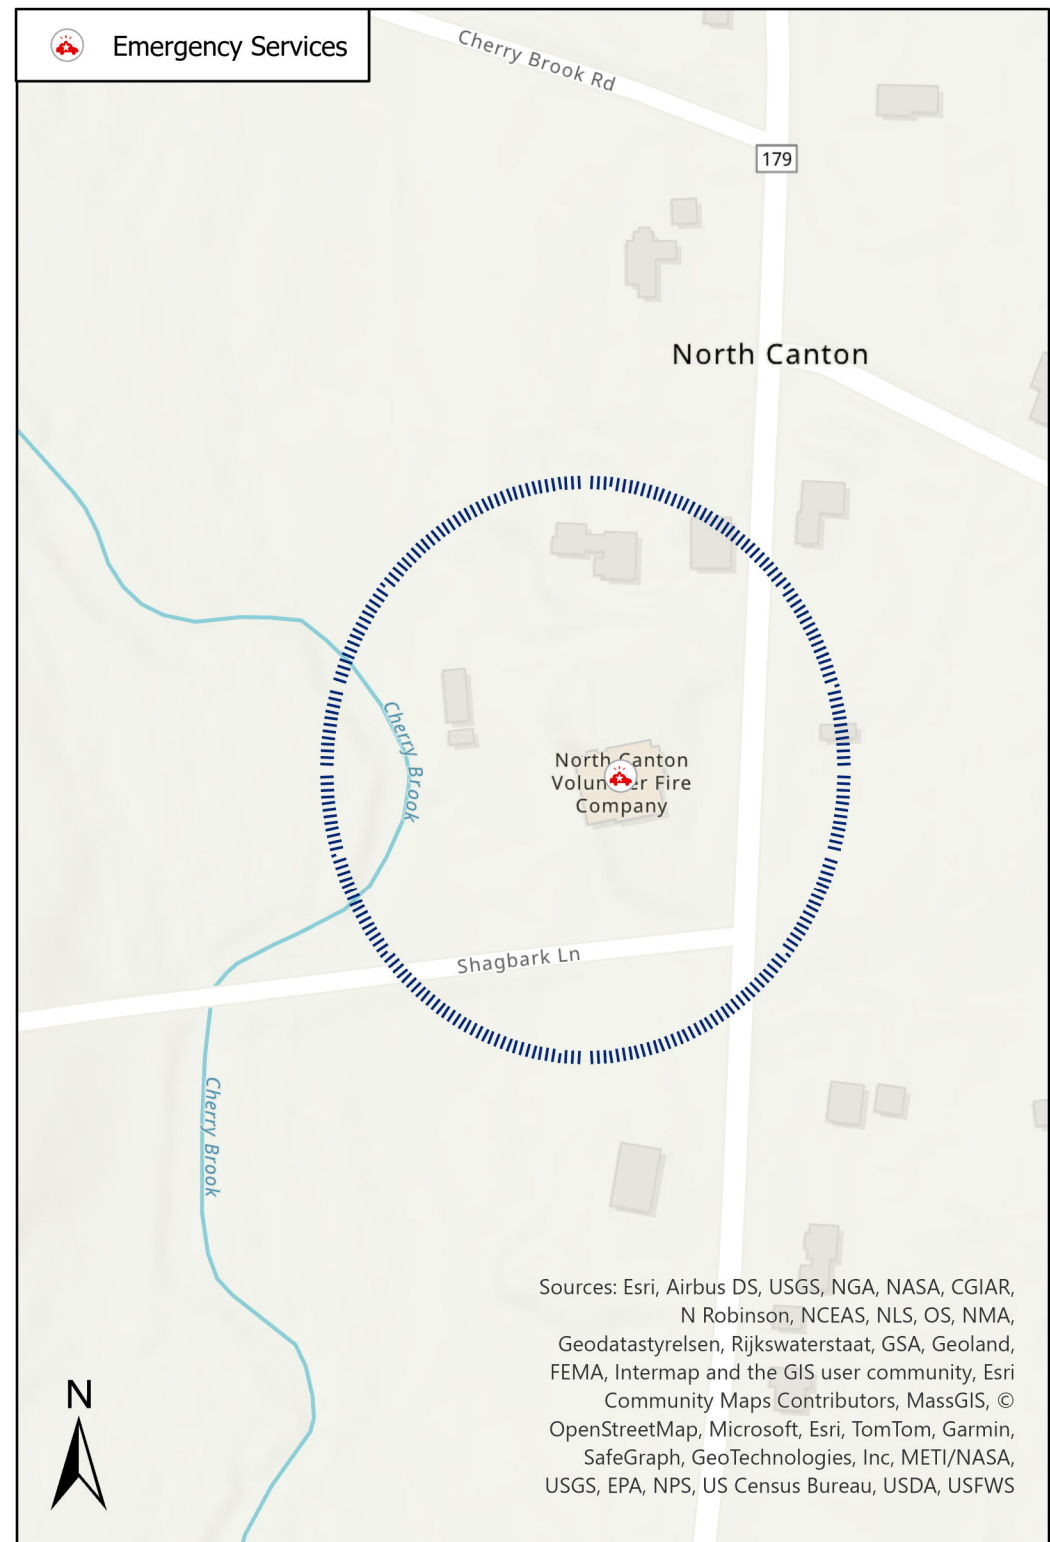 Emergency Services
Cherry Brook Rd
179
North Canton
Cherry Brook
North Canton
Volunteer Fire
Company
Shagbark Ln
Cherry Brook
Sources: Esri, Airbus DS, USGS, NGA, NASA, CGIAR,
N Robinson, NCEAS, NLS, OS, NMA,
Geodatastyrelsen, Rijkswaterstaat, GSA, Geoland,
FEMA, Intermap and the GIS user community, Esri
Community Maps Contributors, MassGIS, ©
OpenStreetMap, Microsoft, Esri, TomTom, Garmin,
SafeGraph, GeoTechnologies, Inc, METI/NASA,
USGS, EPA, NPS, US Census Bureau, USDA, USFWS
N